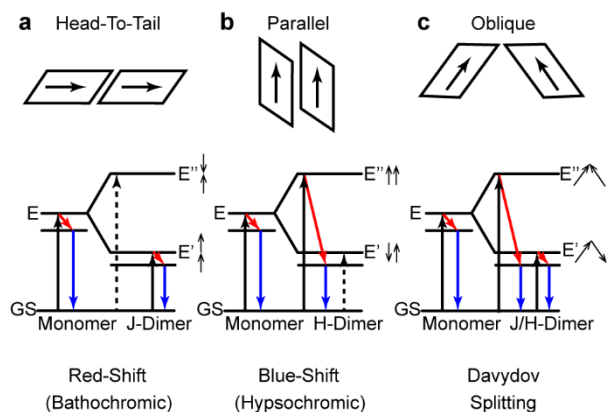 a Head-To-Tail
b Parallel
c Oblique
E
E''
E'
GS
Monomer J-Dimer
E''
E'
Monomer H-Dimer
E
E''
E'
GS
Monomer J/H-Dimer
Red-Shift
(Bathochromic)
Blue-Shift
(Hypsochromic)
Davydov
Splitting